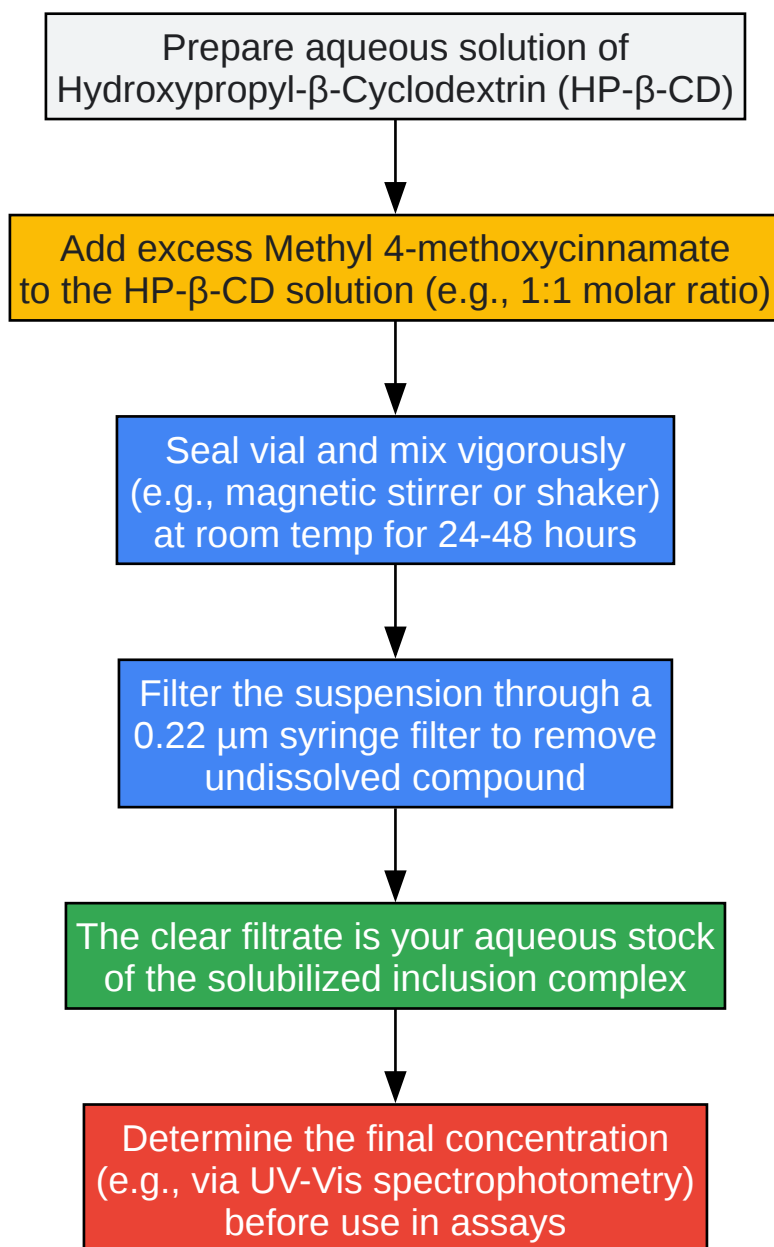 Prepare aqueous solution of
Hydroxypropyl-β-Cyclodextrin (HP-β-CD)
Add excess Methyl 4-methoxycinnamate
to the HP-β-CD solution (e.g., 1:1 molar ratio)
Seal vial and mix vigorously
(e.g., magnetic stirrer or shaker)
at room temp for 24-48 hours
Filter the suspension through a
0.22 µm syringe filter to remove
undissolved compound
The clear filtrate is your aqueous stock
of the solubilized inclusion complex
Determine the final concentration
(e.g., via UV-Vis spectrophotometry)
before use in assays